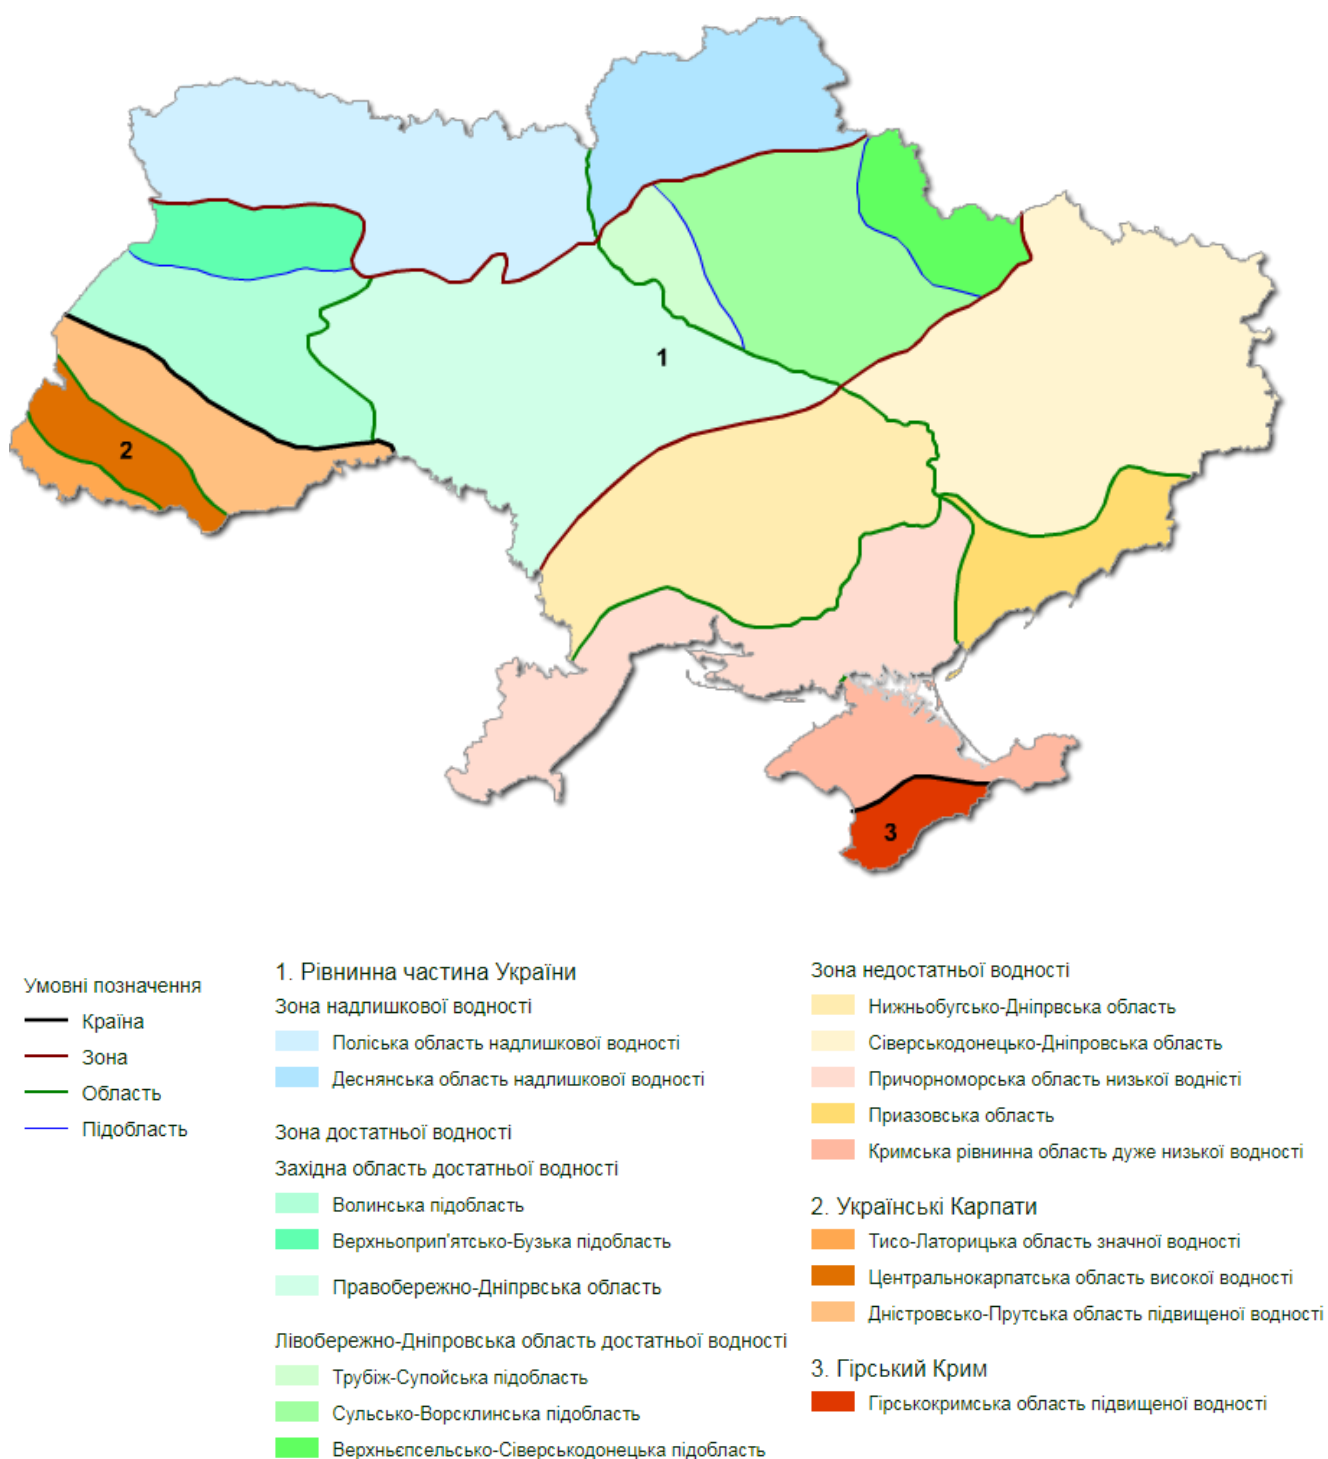 1
2
3
Умовні позначення
Країна
Зона
Область
Підобласть
1. Рівнинна частина України
Зона надлишкової водності
Поліська область надлишкової водності
Деснянська область надлишкової водності
Зона достатньої водності
Західна область достатньої водності
Волинська підобласть
Верхньоприп'ятсько-Бузька підобласть
Правобережно-Дніпрвська область
Лівобережно-Дніпровська область достатньої водності
Трубіж-Супойська підобласть
Сульсько-Ворсклинська підобласть
Верхньєпсельсько-Сіверськодонецька підобласть
Зона недостатньої водності
Нижньобугсько-Дніпрвська область
Сіверськодонецько-Дніпровська область
Причорноморська область низької водністі
Приазовська область
Кримська рівнинна область дуже низької водності
2. Українські Карпати
Тисо-Латорицька область значної водності
Центральнокарпатська область високої водності
Дністровсько-Прутська область підвищеної водності
3. Гірський Крим
Гірськокримська область підвищеної водності